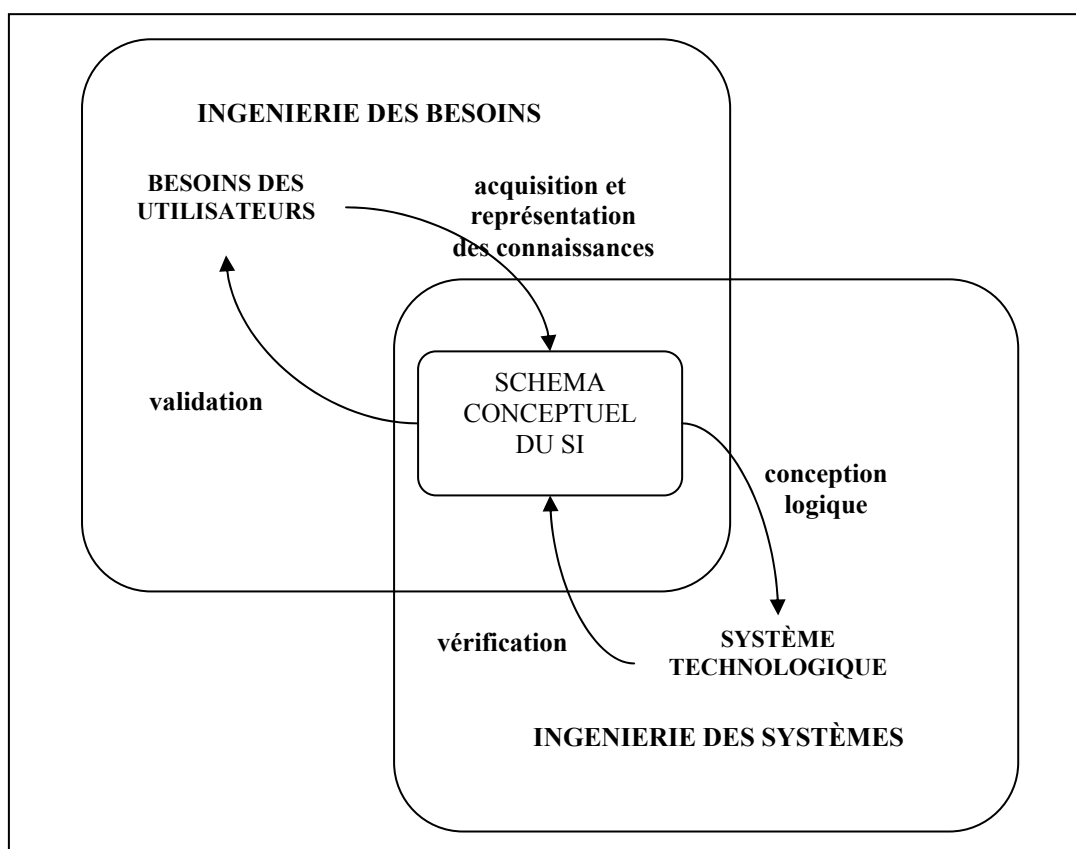 INGENIERIE DES BESOINS
BESOINS DES
UTILISATEURS
acquisition et
représentation
des connaissances
validation
SCHEMA
CONCEPTUEL
DU SI
conception
logique
vérification
SYSTÈME
TECHNOLOGIQUE
INGENIERIE DES SYSTÈMES